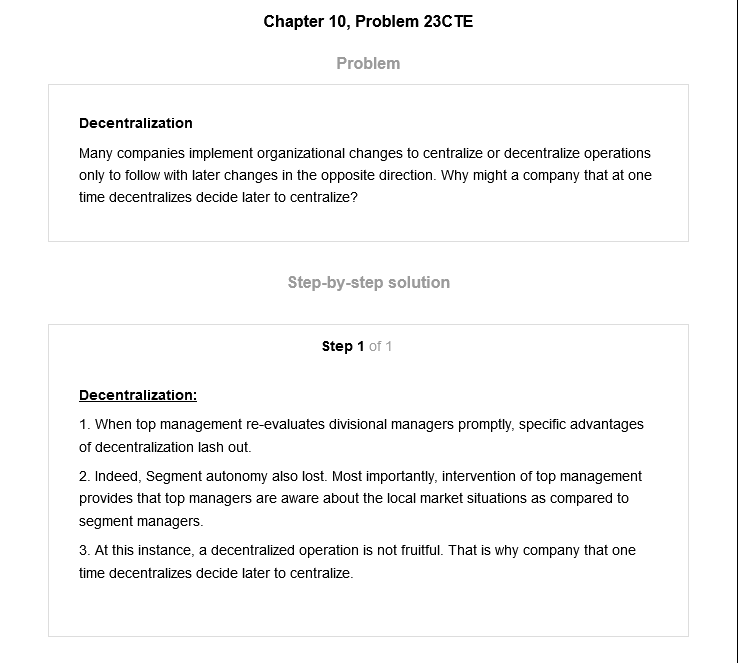 Chapter 10, Problem 23CTE
Problem
Decentralization
Many companies implement organizational changes to centralize or decentralize operations
only to follow with later changes in the opposite direction. Why might a company that at one
time decentralizes decide later to centralize?
Step-by-step solution
Step 1 of 1
Decentralization:
1. When top management re-evaluates divisional managers promptly, specific advantages
of decentralization lash out.
2. Indeed, Segment autonomy also lost. Most importantly, intervention of top management
provides that top managers are aware about the local market situations as compared to
segment managers.
3. At this instance, a decentralized operation is not fruitful. That is why company that one
time decentralizes decide later to centralize.